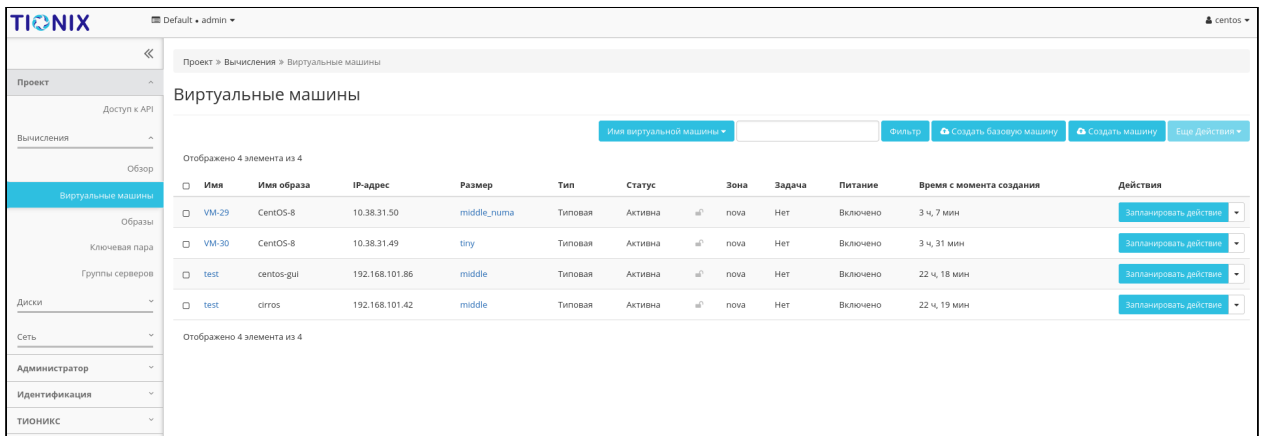 TIONIX
Default • admin
centos
Проект
Доступ к API
Вычисления
Обзор
Виртуальные машины
Образы
Ключевая пара
Группы серверов
Диски
Сеть
Администратор
Идентификация
ТИОНИКС
Проект » Вычисления » Виртуальные машины
Виртуальные машины
Имя виртуальной машины Фильтр Создать базовую машину Создать машину Еще Действия
Отображено 4 элемента из 4
Имя Имя образа IP-адрес Размер Тип Статус Зона Задача Питание Время с момента создания Действия
VM-29 CentOS-8 10.38.31.50 middle_numa Типовая Активна nova Нет Включено 3 ч, 7 мин Запланировать действие
VM-30 CentOS-8 10.38.31.49 tiny Типовая Активна nova Нет Включено 3 ч, 31 мин Запланировать действие
test centos-gui 192.168.101.86 middle Типовая Активна nova Нет Включено 22 ч, 18 мин Запланировать действие
test cirros 192.168.101.42 middle Типовая Активна nova Нет Включено 22 ч, 19 мин Запланировать действие
Отображено 4 элемента из 4